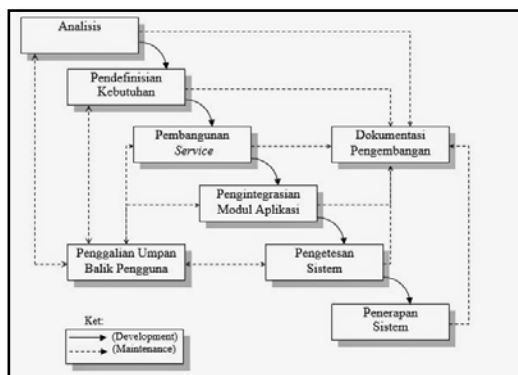 Analisis
Pendefinisian
Kebutuhan
Pembangunan
Service
Dokumentasi
Pengembangan
Pengintegrasian
Modul Aplikasi
Penggalian Umpan
Balik Pengguna
Pengetesan
Sistem
Penerapan
Sistem
Ket:
(Development)
(Maintenance)